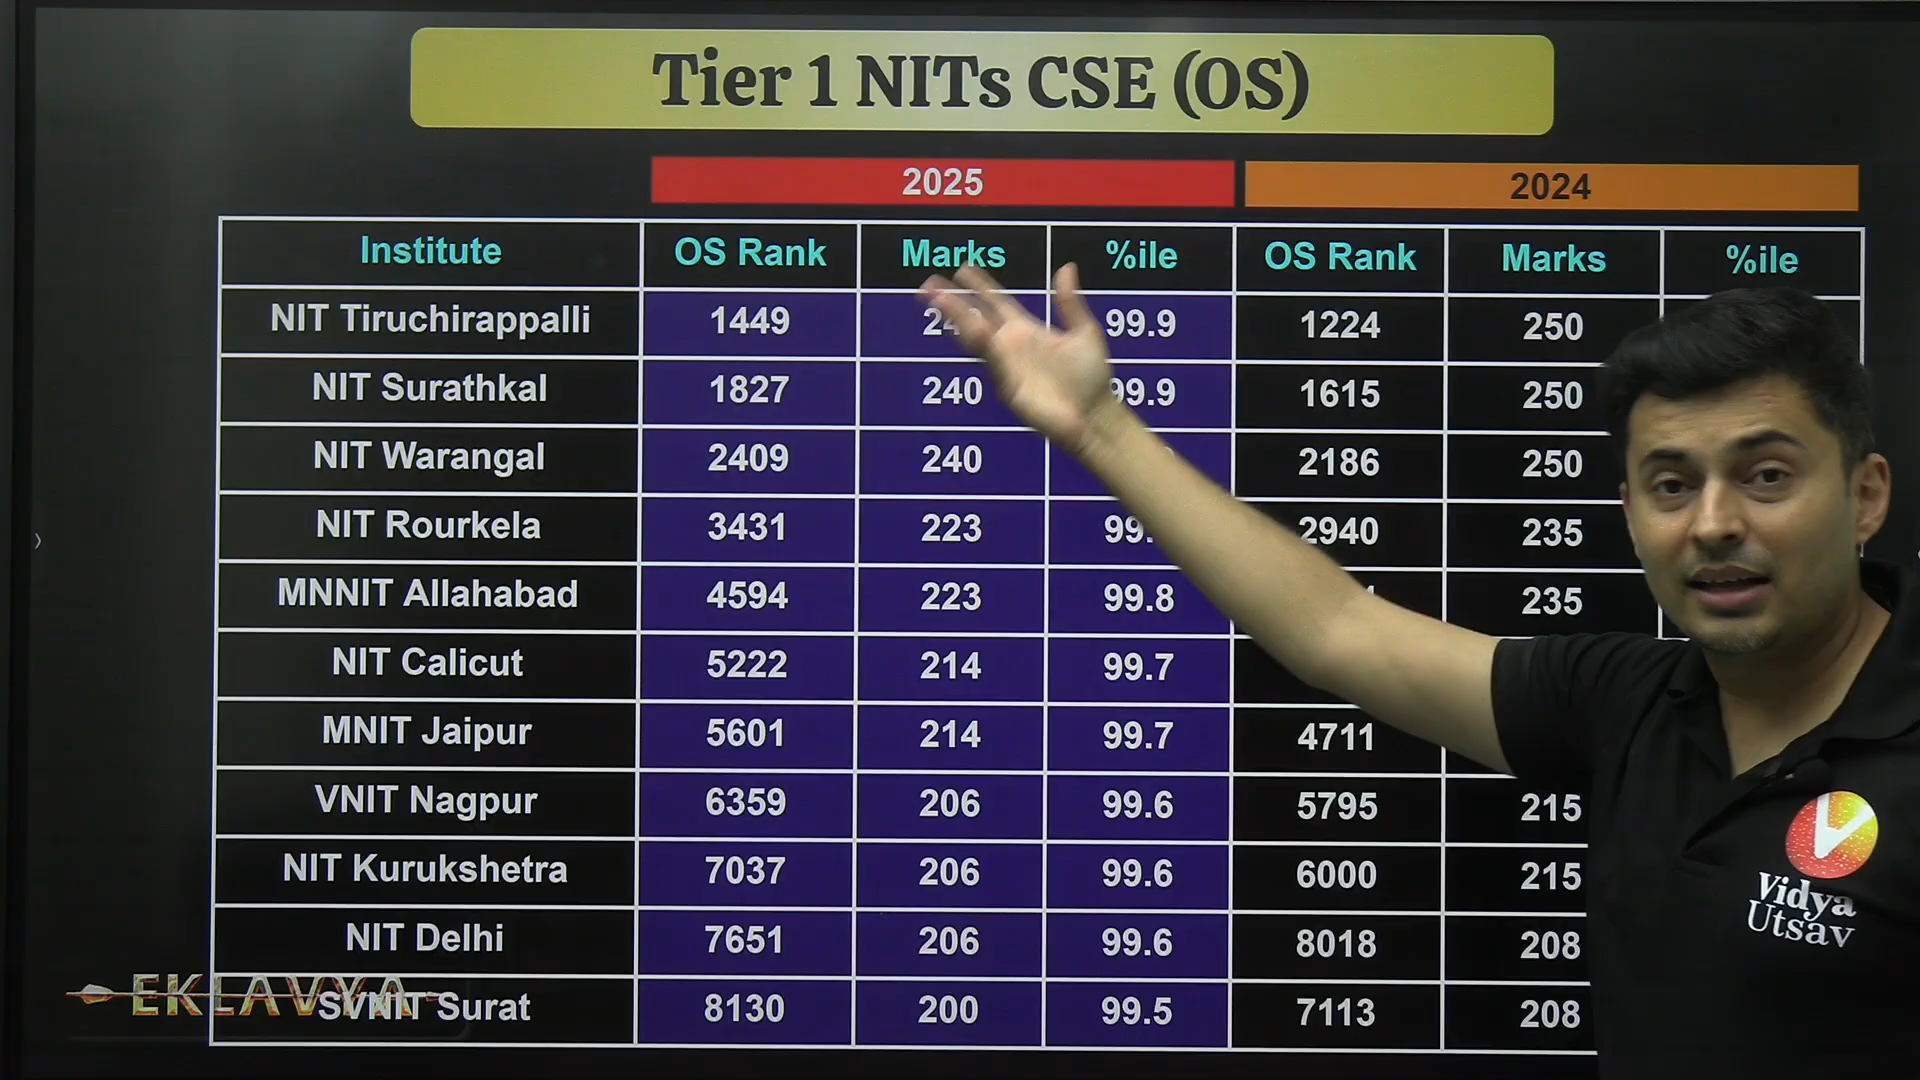 Tier 1 NITs CSE (OS)
2025 2024
Institute OS Rank Marks %ile OS Rank Marks %ile
NIT Tiruchirappalli 1449 99.9 1224 250
NIT Surathkal 1827 240 99.9 1615 250
NIT Warangal 2409 240 2186 250
NIT Rourkela 3431 223 99. 2940 235
MNNIT Allahabad 4594 223 99.8 235
NIT Calicut 5222 214 99.7
MNIT Jaipur 5601 214 99.7 4711
VNIT Nagpur 6359 206 99.6 5795 215
NIT Kurukshetra 7037 206 99.6 6000 215
NIT Delhi 7651 206 99.6 8018 208
SVNIT Surat 8130 200 99.5 7113 208
EKLAVYA
Vidya
Utsav